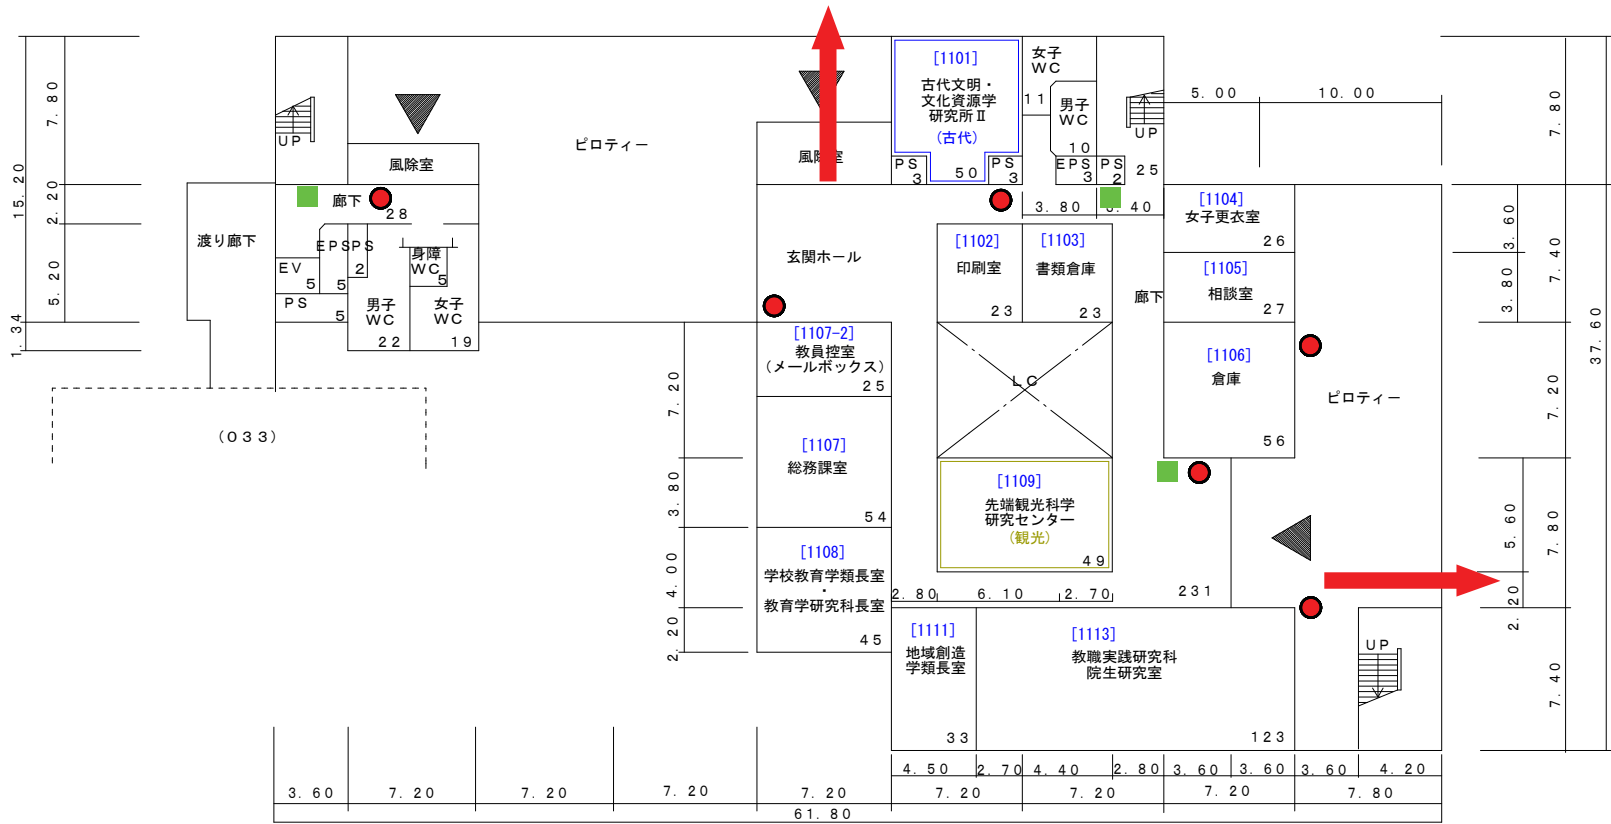 [1101]
古代文明・
文化資源学
研究所Ⅱ
(古代)
50
女子
WC
11
男子
WC
10
UP
25
PS
3
PS
3
EPS
3
PS
2
5.00
10.00
7.80
7.80
15.20
2.20
5.20
1.34
UP
風除室
ピロティー
風除室
廊下
28
渡り廊下
EPS
5
PS
2
身障
WC
5
EV
5
PS
5
男子
WC
22
女子
WC
19
玄関ホール
3.80
3.40
[1102]
印刷室
23
[1103]
書類倉庫
23
廊下
[1104]
女子更衣室
26
[1105]
相談室
27
[1106]
倉庫
56
ピロティー
3.60
3.80
7.40
37.60
7.20
[1107-2]
教員控室
(メールボックス)
25
LC
(033)
7.20
3.80
4.00
2.20
[1107]
総務課室
54
[1109]
先端観光科学
研究センター
(観光)
49
[1108]
学校教育学類長室
・
教育学研究科長室
45
2.80
6.10
2.70
231
5.60
7.80
2.20
[1111]
地域創造
学類長室
33
[1113]
教職実践研究科
院生研究室
123
UP
7.40
4.50
2.70
4.40
2.80
3.60
3.60
3.60
4.20
3.60
7.20
7.20
7.20
7.20
7.20
7.20
7.20
7.80
61.80